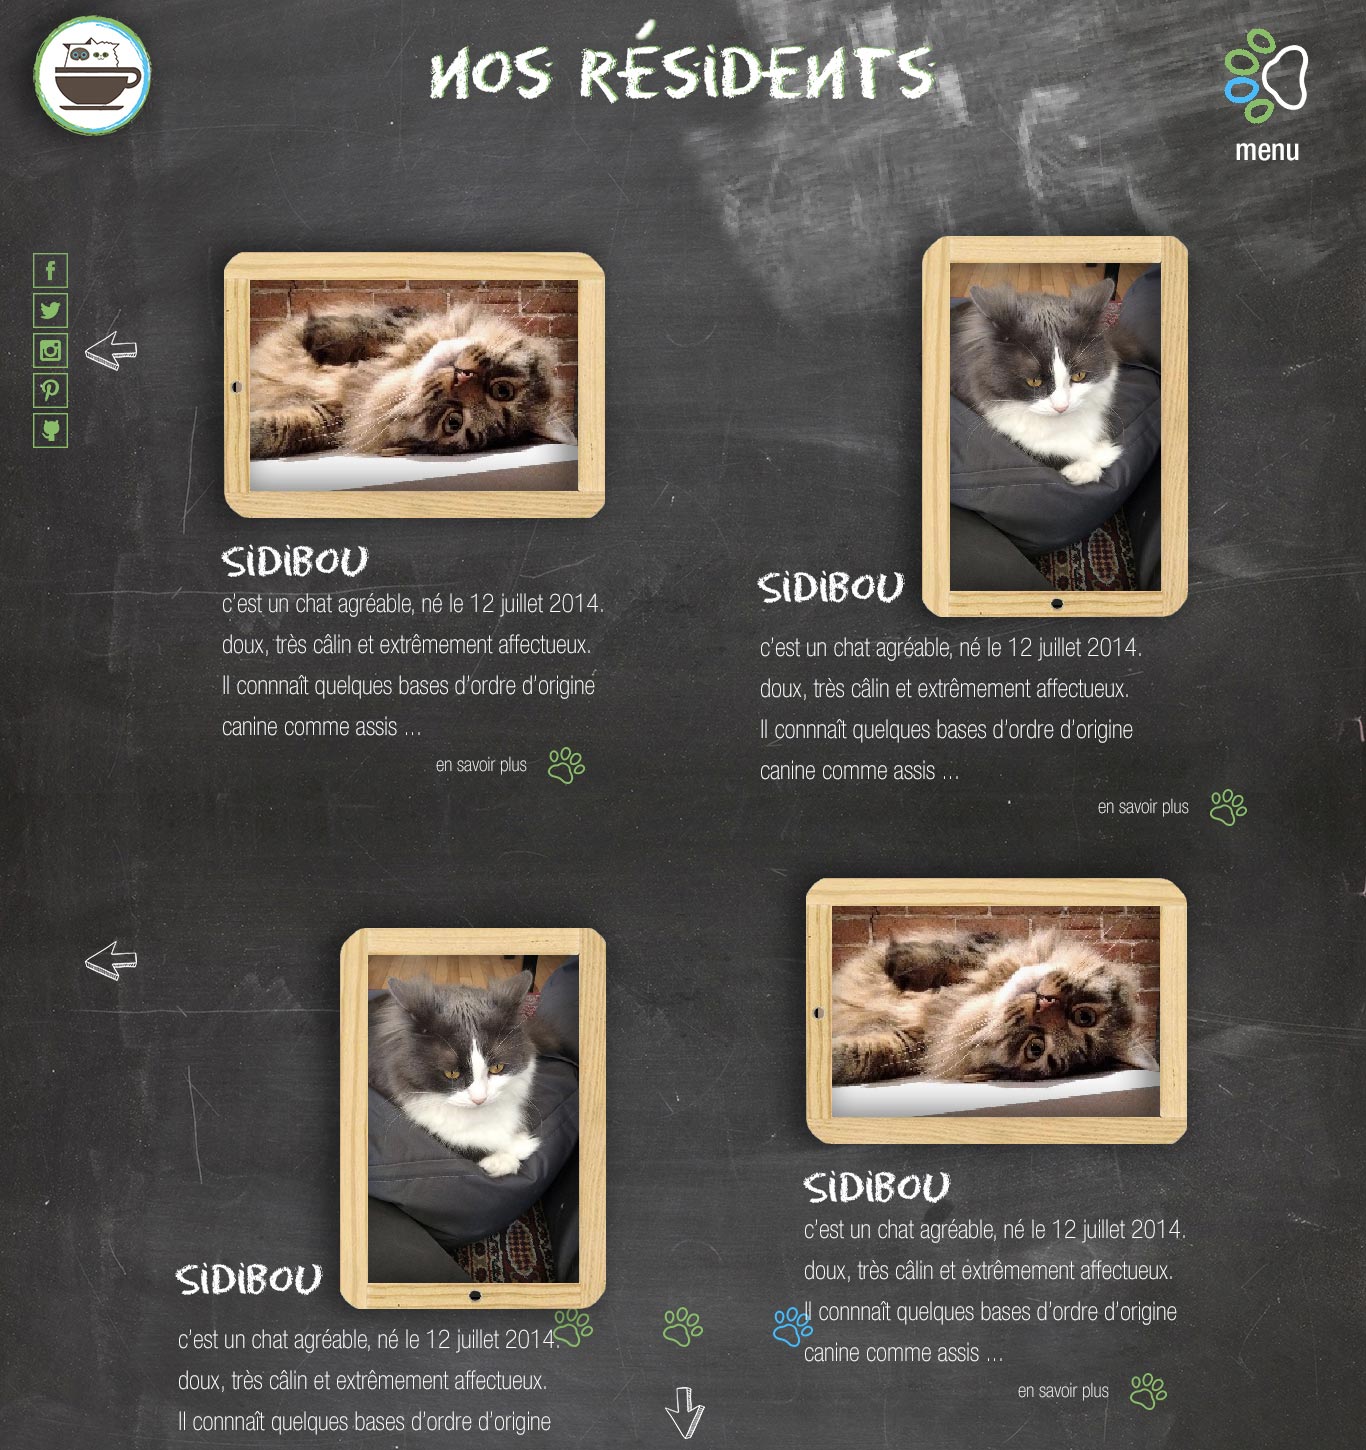 NOS RÉSIDENTS
menu
SIDIBOU
c'est un chat agréable, né le 12 juillet 2014.
doux, très câlin et extrêmement affectueux.
Il connnaît quelques bases d'ordre d'origine
canine comme assis ...
en savoir plus
SIDIBOU
c'est un chat agréable, né le 12 juillet 2014.
doux, très câlin et extrêmement affectueux.
Il connnaît quelques bases d'ordre d'origine
canine comme assis ...
en savoir plus
SIDIBOU
c'est un chat agréable, né le 12 juillet 2014.
doux, très câlin et extrêmement affectueux.
Il connnaît quelques bases d'ordre d'origine
SIDIBOU
c'est un chat agréable, né le 12 juillet 2014.
doux, très câlin et extrêmement affectueux.
Il connnaît quelques bases d'ordre d'origine
canine comme assis ...
en savoir plus